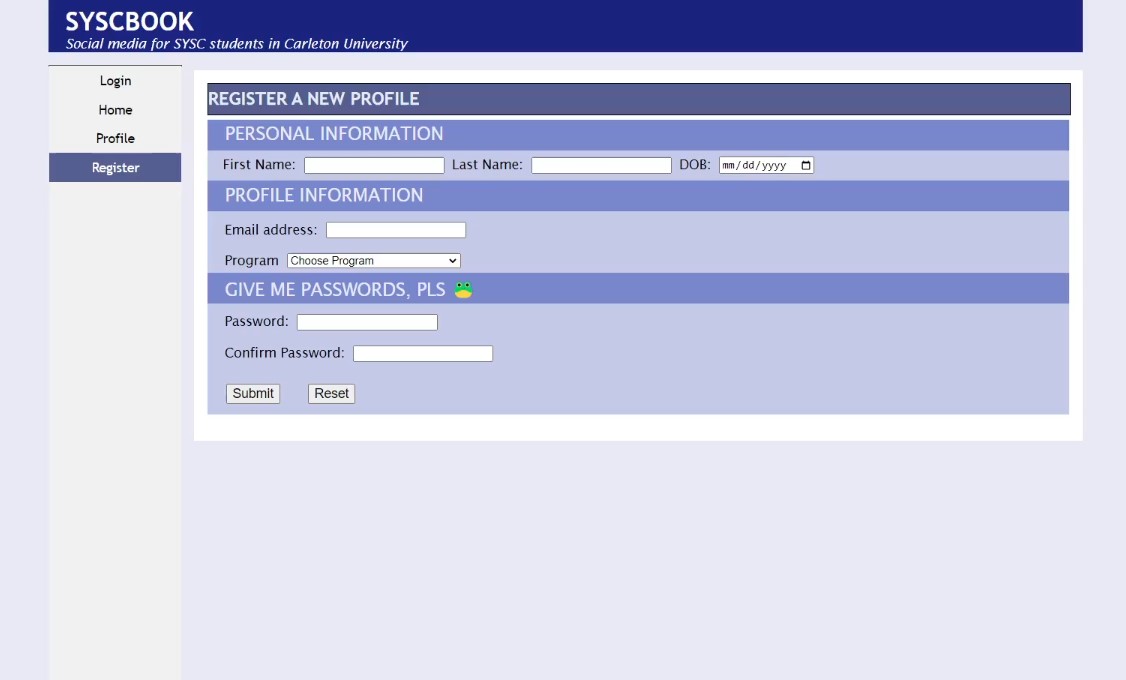 SYSCBOOK
Social media for SYSC students in Carleton University
Login
Home
Profile
Register
REGISTER A NEW PROFILE
PERSONAL INFORMATION
First Name: Last Name: DOB: mm/dd/yyyy
PROFILE INFORMATION
Email address:
Program Choose Program
GIVE ME PASSWORDS, PLS 🐸
Password:
Confirm Password:
Submit Reset